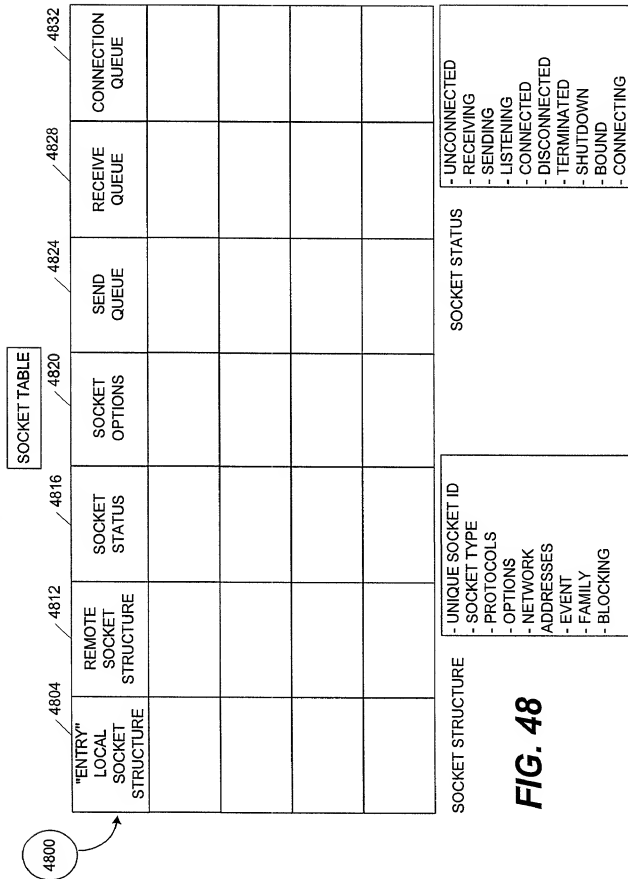 SOCKET TABLE
4800
4804
4812
4816
4820
4824
4828
4832
"ENTRY"
LOCAL
SOCKET
STRUCTURE
REMOTE
SOCKET
STRUCTURE
SOCKET
STATUS
SOCKET
OPTIONS
SEND
QUEUE
RECEIVE
QUEUE
CONNECTION
QUEUE
SOCKET STRUCTURE
- UNIQUE SOCKET ID
- SOCKET TYPE
- PROTOCOLS
- OPTIONS
- NETWORK
ADDRESSES
- EVENT
- FAMILY
- BLOCKING
SOCKET STATUS
- UNCONNECTED
- RECEIVING
- SENDING
- LISTENING
- CONNECTED
- DISCONNECTED
- TERMINATED
- SHUTDOWN
- BOUND
- CONNECTING
FIG. 48